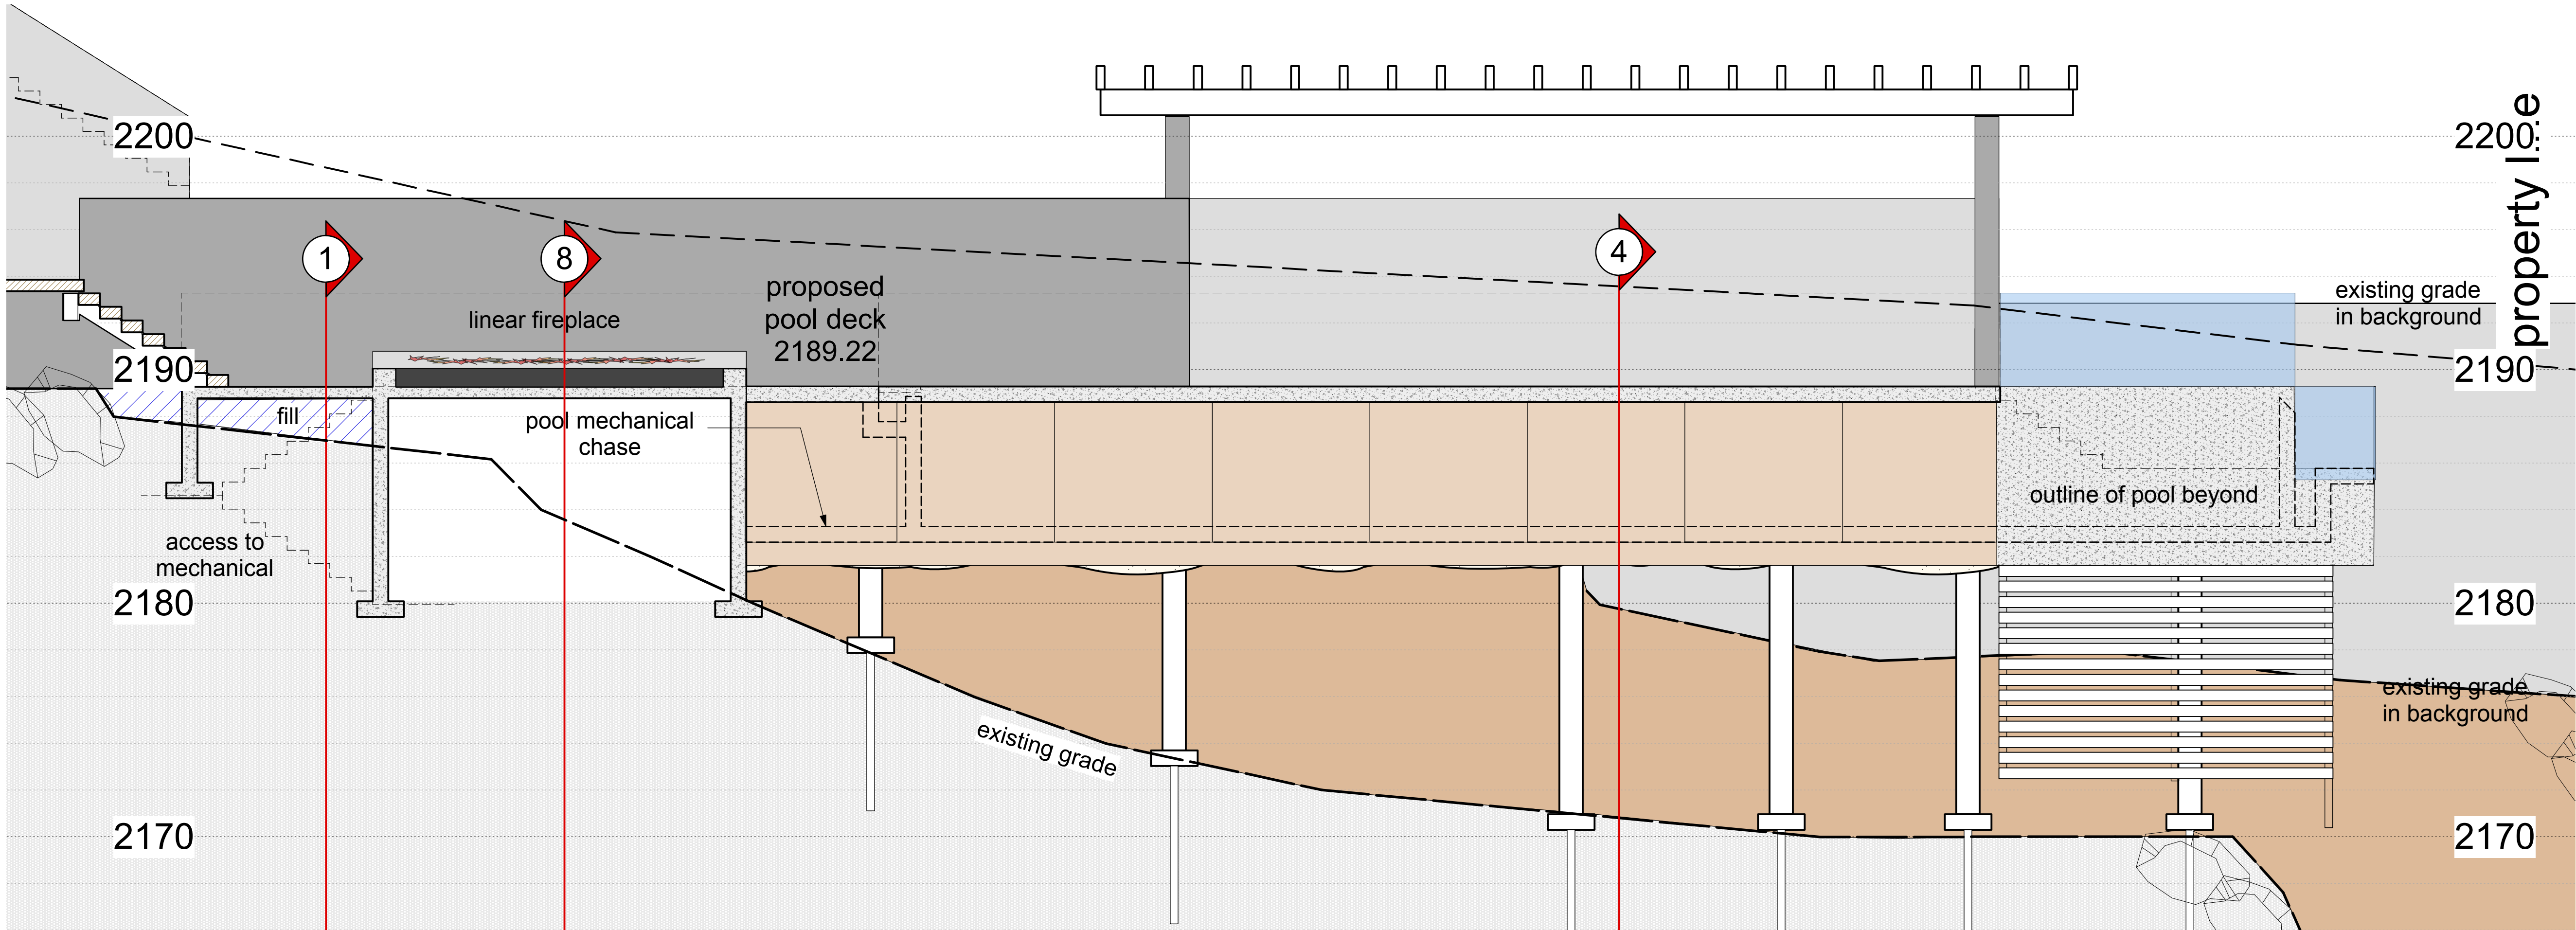 2200
2200
property l...e
1
8
4
existing grade
in background
proposed
pool deck
2189.22
linear fireplace
2190
2190
fill
pool mechanical
chase
outline of pool beyond
access to
mechanical
2180
2180
existing grade
in background
existing grade
2170
2170